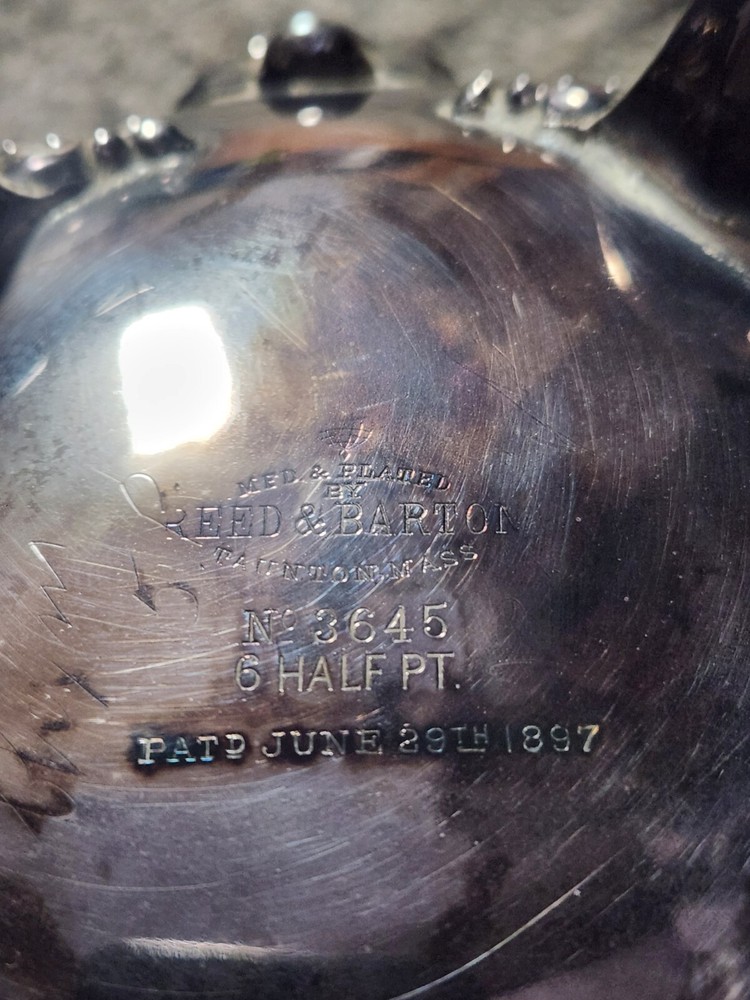 MFD. & PLATED
BY
REED & BARTON
TAUNTON, MASS
Nº 3645
6 HALF PT.
PATD JUNE 29TH 1897